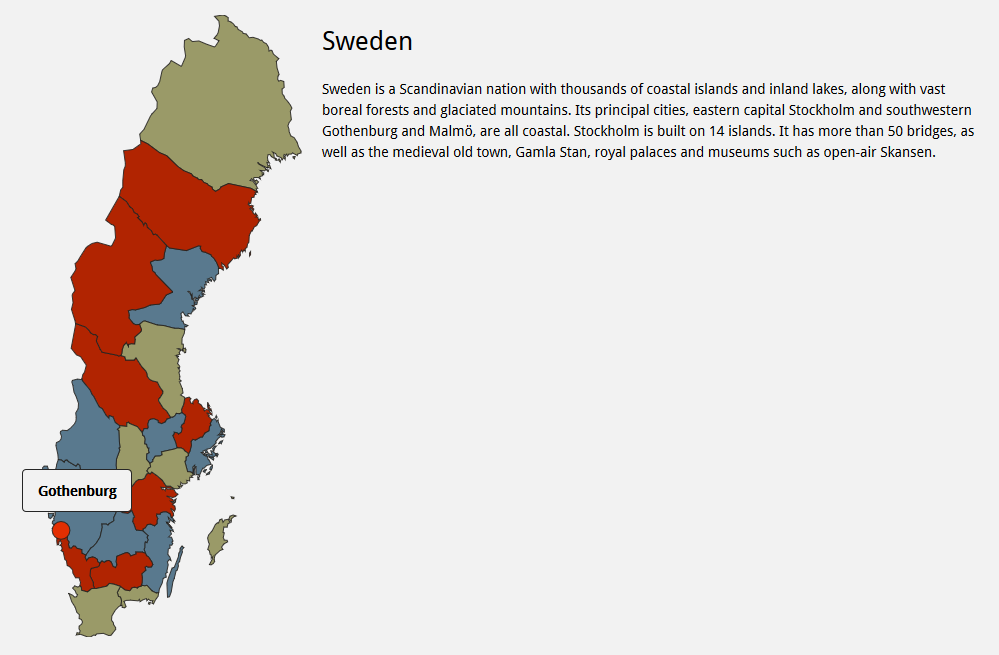 Sweden
Sweden is a Scandinavian nation with thousands of coastal islands and inland lakes, along with vast
boreal forests and glaciated mountains. Its principal cities, eastern capital Stockholm and southwestern
Gothenburg and Malmö, are all coastal. Stockholm is built on 14 islands. It has more than 50 bridges, as
well as the medieval old town, Gamla Stan, royal palaces and museums such as open-air Skansen.
Gothenburg